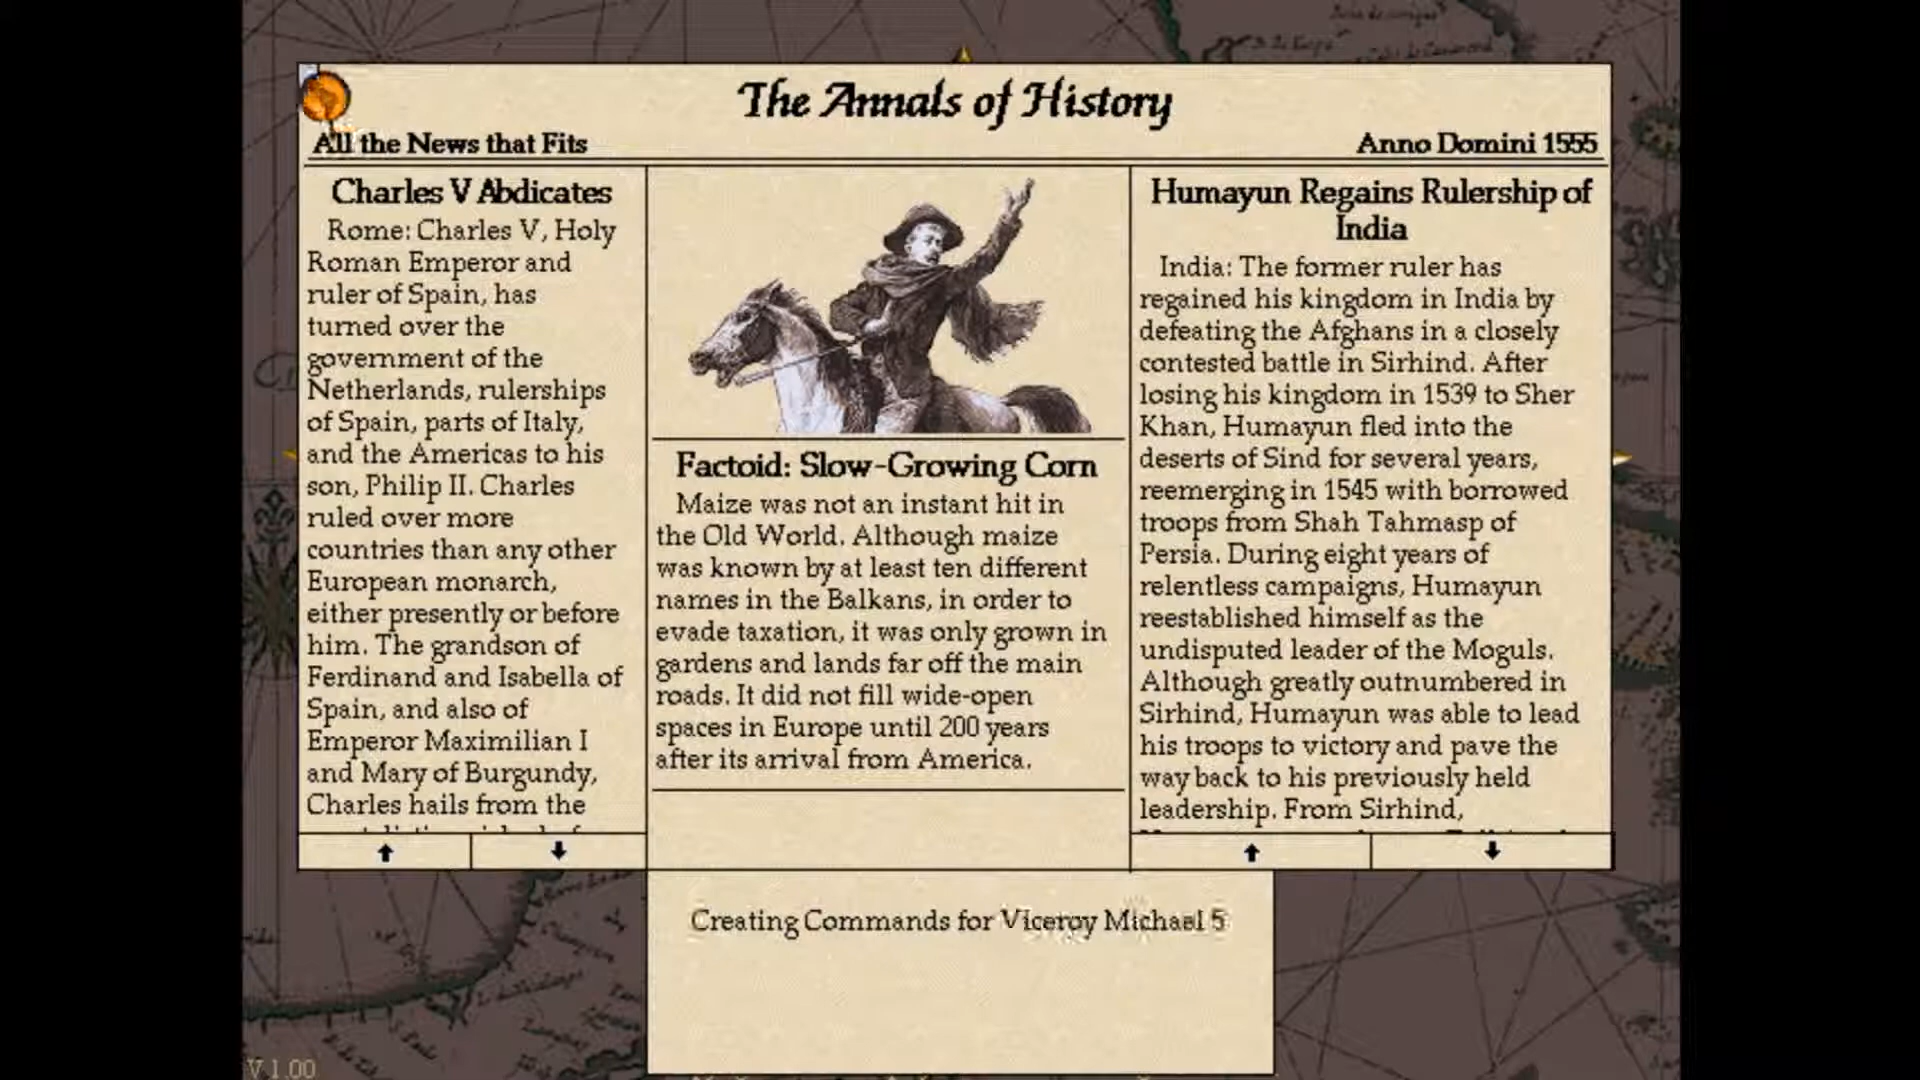 The Annals of History
All the News that Fits
Anno Domini 1555
Charles V Abdicates
Rome: Charles V, Holy
Roman Emperor and
ruler of Spain, has
turned over the
government of the
Netherlands, rulerships
of Spain, parts of Italy,
and the Americas to his
son, Philip II. Charles
ruled over more
countries than any other
European monarch,
either presently or before
him. The grandson of
Ferdinand and Isabella of
Spain, and also of
Emperor Maximilian I
and Mary of Burgundy,
Charles hails from the
Factoid: Slow-Growing Corn
Maize was not an instant hit in
the Old World. Although maize
was known by at least ten different
names in the Balkans, in order to
evade taxation, it was only grown in
gardens and lands far off the main
roads. It did not fill wide-open
spaces in Europe until 200 years
after its arrival from America.
Humayun Regains Rulership of
India
India: The former ruler has
regained his kingdom in India by
defeating the Afghans in a closely
contested battle in Sirhind. After
losing his kingdom in 1539 to Sher
Khan, Humayun fled into the
deserts of Sind for several years,
reemerging in 1545 with borrowed
troops from Shah Tahmasp of
Persia. During eight years of
relentless campaigns, Humayun
reestablished himself as the
undisputed leader of the Moguls.
Although greatly outnumbered in
Sirhind, Humayun was able to lead
his troops to victory and pave the
way back to his previously held
leadership. From Sirhind,
Creating Commands for Viceroy Michael 5
V 1.00